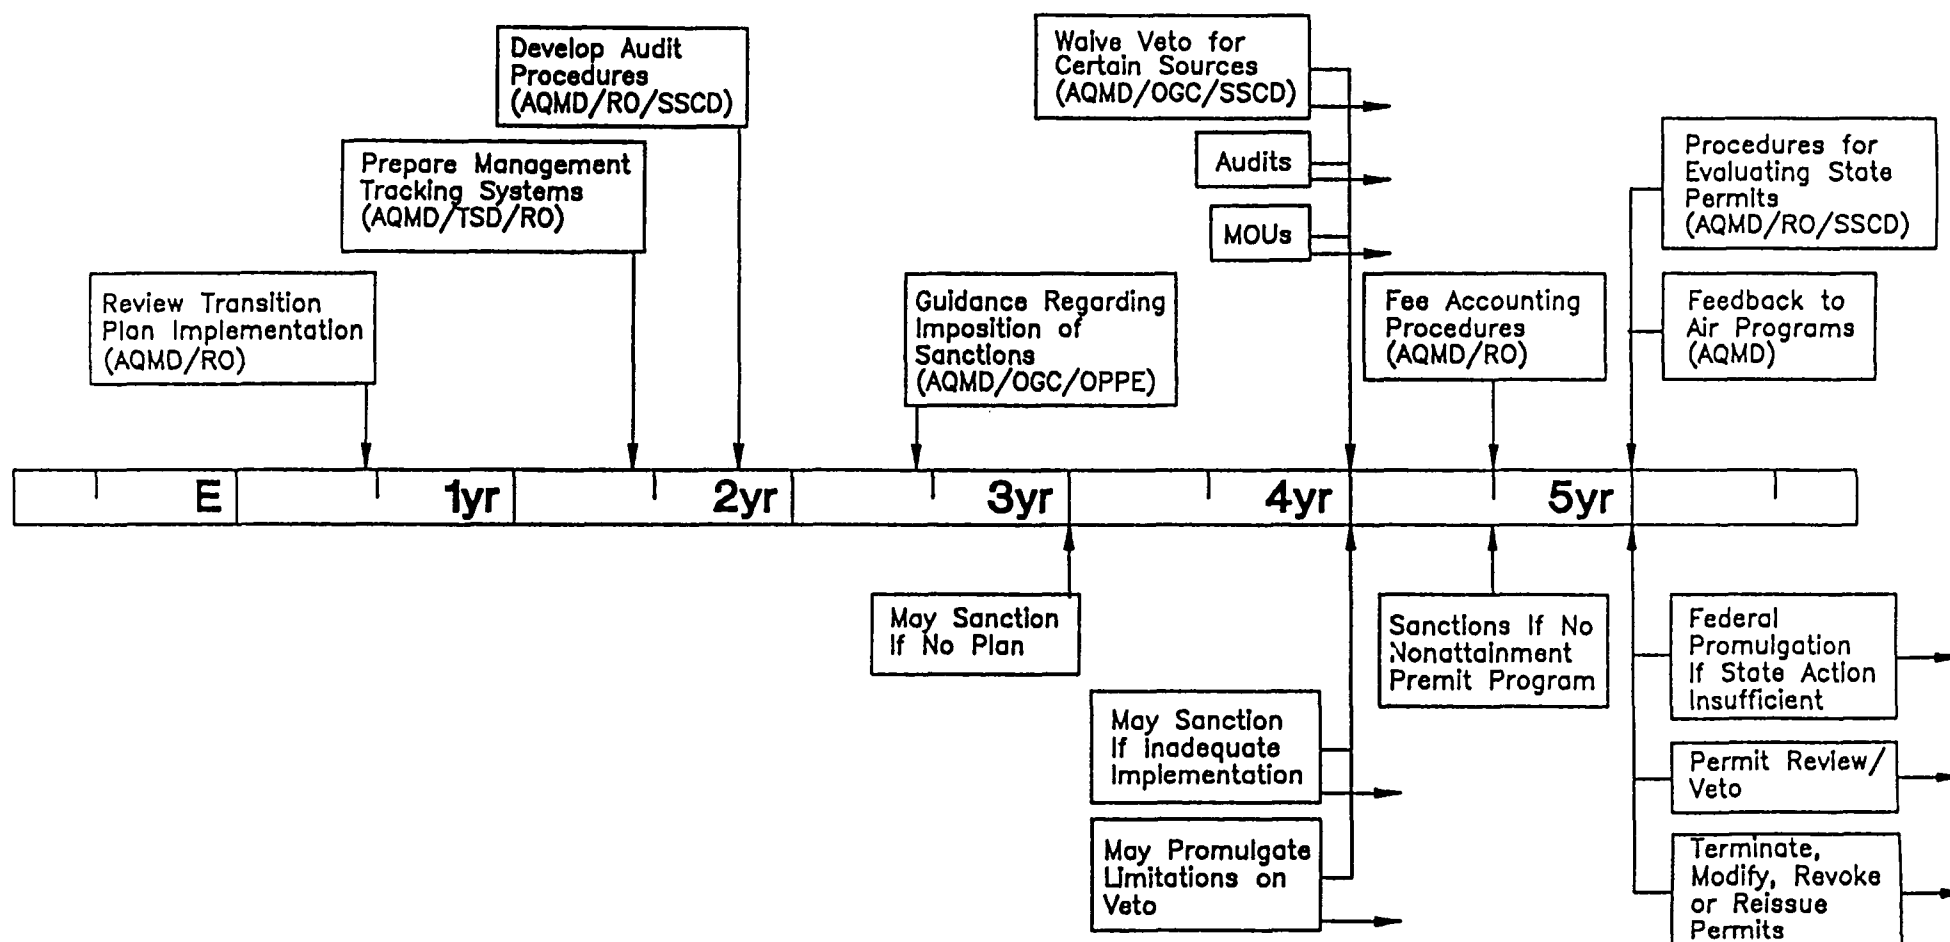 Develop Audit
Procedures
(AQMD/RO/SSCD)
Waive Veto for
Certain Sources
(AQMD/OGC/SSCD)
Prepare Management
Tracking Systems
(AQMD/TSD/RO)
Audits
MOUs
Procedures for
Evaluating State
Permits
(AQMD/RO/SSCD)
Review Transition
Plan Implementation
(AQMD/RO)
Guidance Regarding
Imposition of
Sanctions
(AQMD/OGC/OPPE)
Fee Accounting
Procedures
(AQMD/RO)
Feedback to
Air Programs
(AQMD)
E 1yr 2yr 3yr 4yr 5yr
May Sanction
If No Plan
Sanctions If No
Nonattainment
Premit Program
Federal
Promulgation
If State Action
Insufficient
May Sanction
If Inadequate
Implementation
Permit Review/
Veto
May Promulgate
Limitations on
Veto
Terminate,
Modify, Revoke
or Reissue
Permits